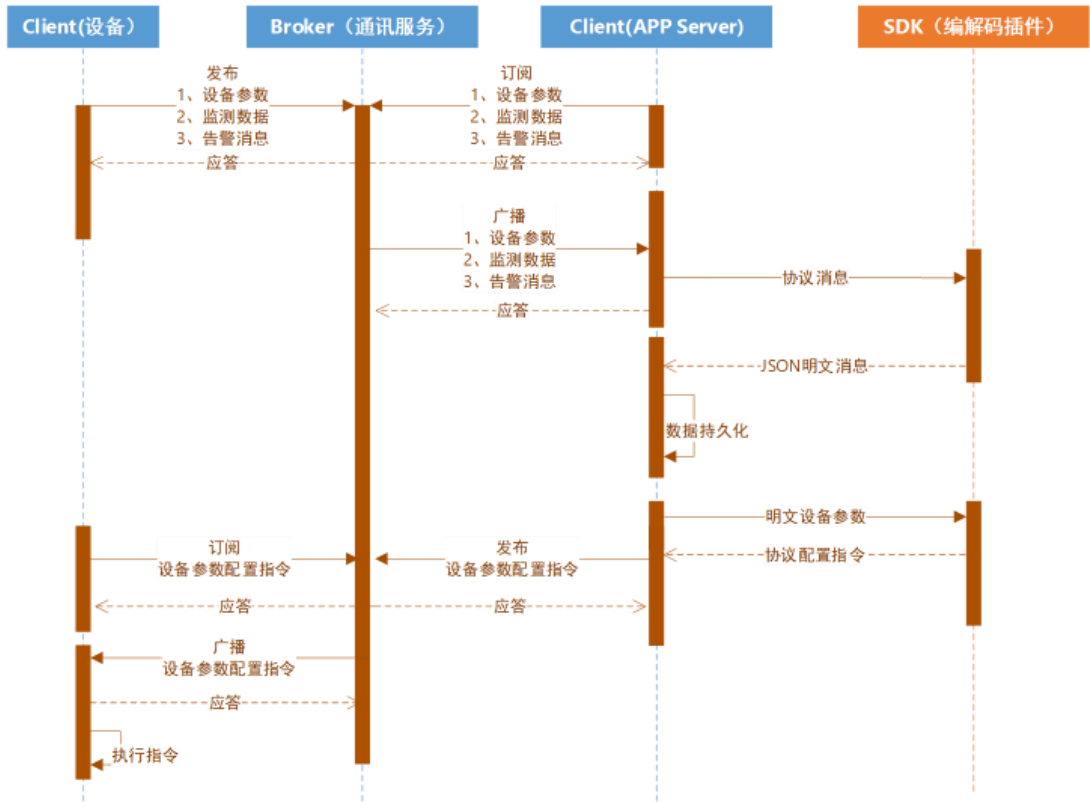 Client(设备）
Broker（通讯服务）
Client(APP Server)
SDK（编解码插件）
发布
1、设备参数
2、监测数据
3、告警消息
订阅
1、设备参数
2、监测数据
3、告警消息
应答
应答
广播
1、设备参数
2、监测数据
3、告警消息
协议消息
应答
JSON明文消息
数据持久化
明文设备参数
订阅
设备参数配置指令
发布
设备参数配置指令
协议配置指令
应答
应答
广播
设备参数配置指令
应答
执行指令